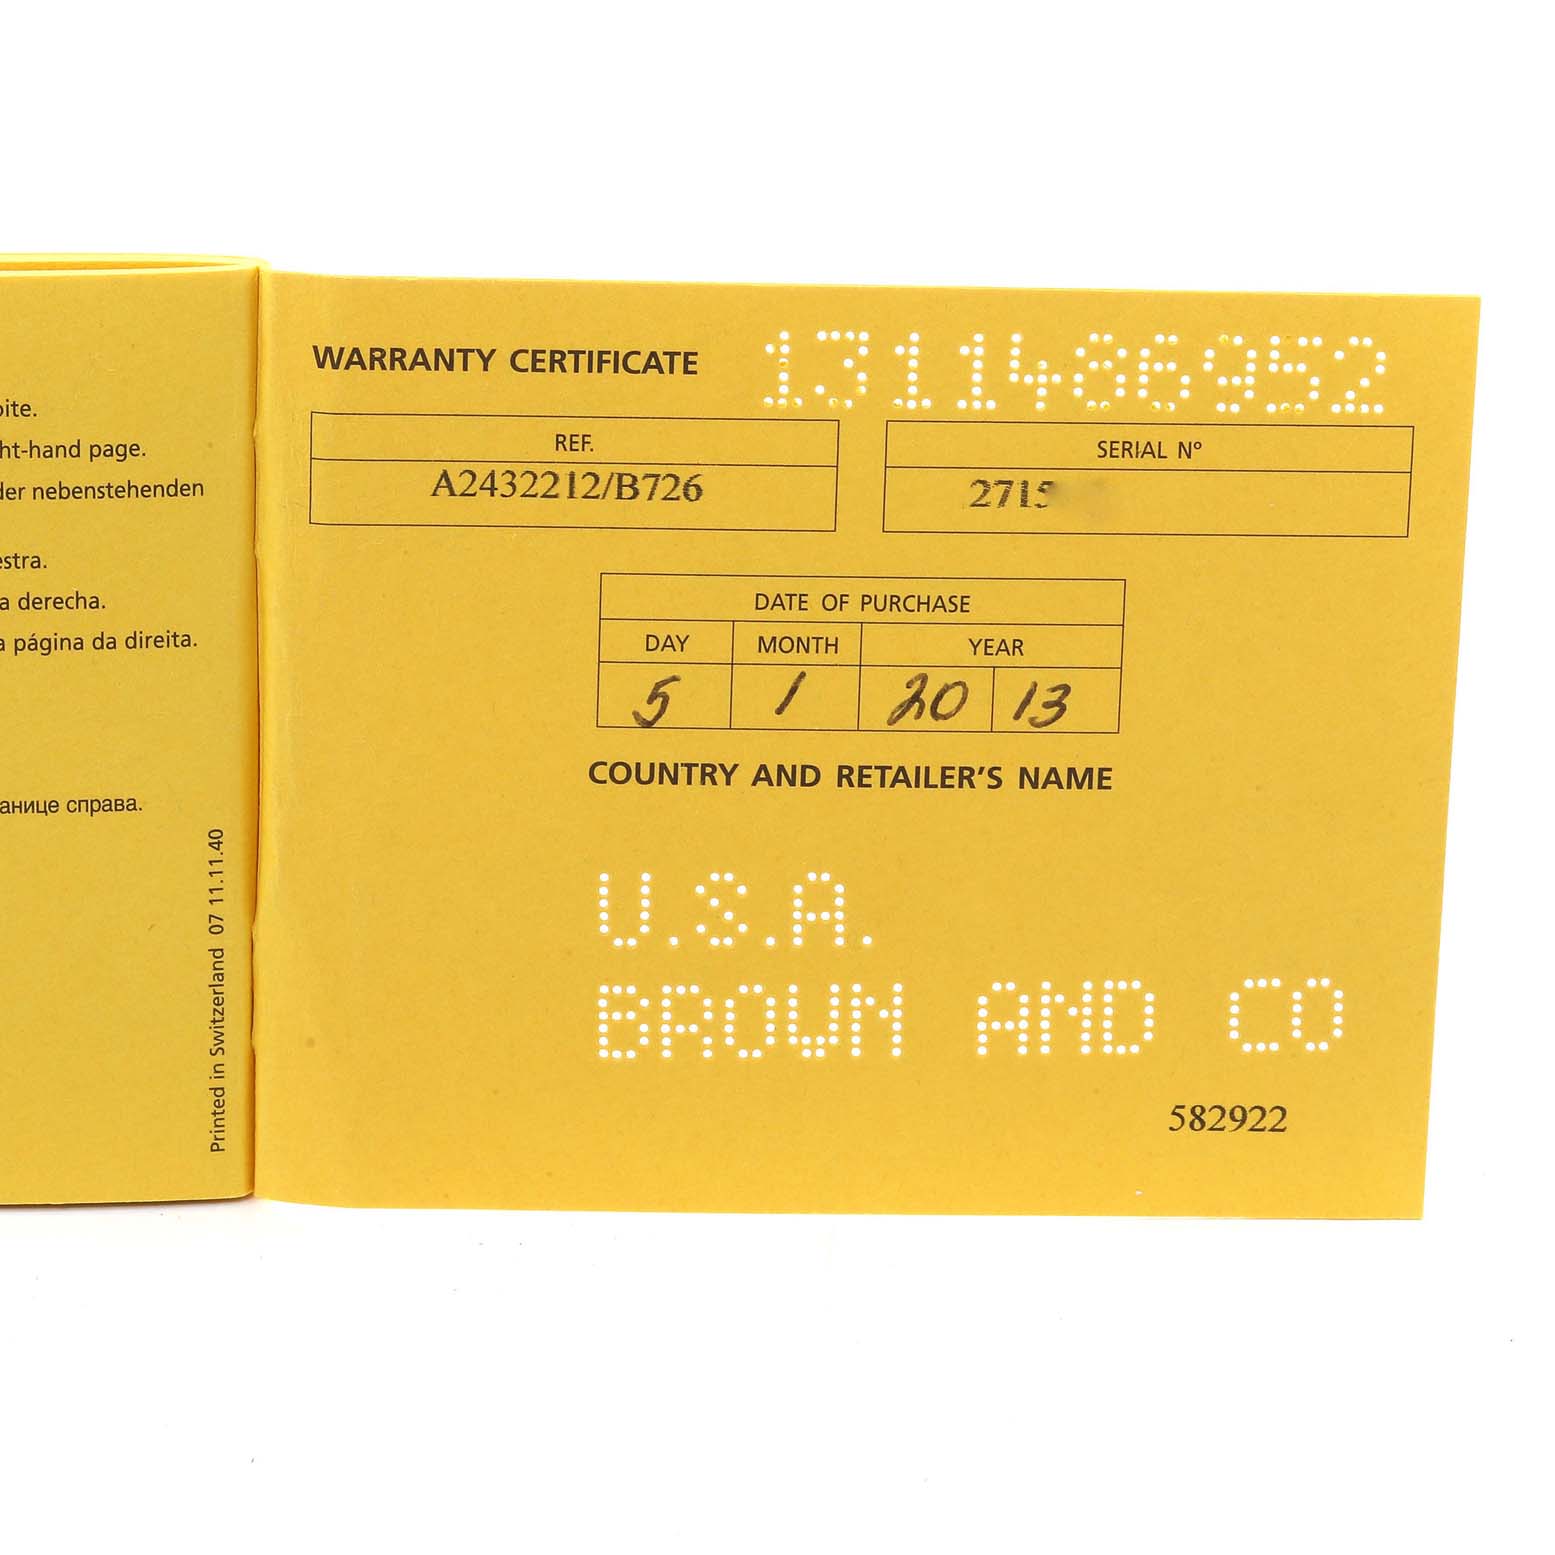 oite.
ht-hand page.
der nebenstehenden
estra.
a derecha.
a página da direita.
анице справа.
Printed in Switzerland 07 11.11.40
WARRANTY CERTIFICATE 1311486952
REF.
A2432212/B726
SERIAL Nº
2715
DATE OF PURCHASE
DAY MONTH YEAR
5 1 20 13
COUNTRY AND RETAILER'S NAME
U.S.A.
BROWN AND CO
582922